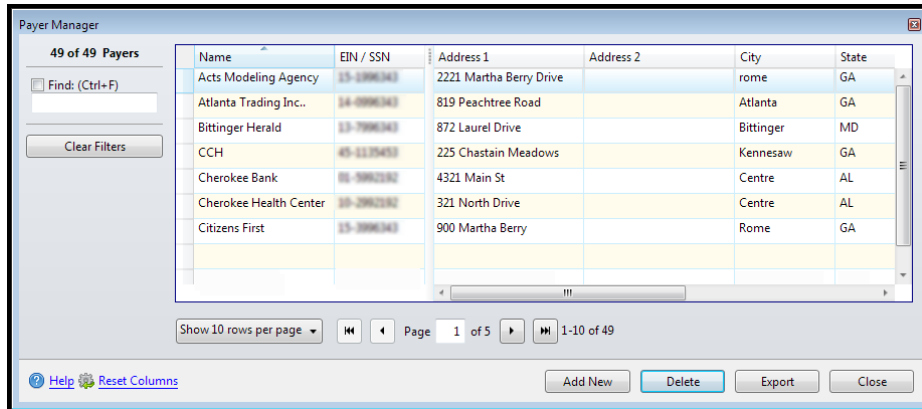 Payer Manager
49 of 49 Payers
Find: (Ctrl+F)
Clear Filters
Name EIN / SSN Address 1 Address 2 City State
Acts Modeling Agency 2221 Martha Berry Drive rome GA
Atlanta Trading Inc.. 819 Peachtree Road Atlanta GA
Bittinger Herald 872 Laurel Drive Bittinger MD
CCH 225 Chastain Meadows Kennesaw GA
Cherokee Bank 4321 Main St Centre AL
Cherokee Health Center 321 North Drive Centre AL
Citizens First 900 Martha Berry Rome GA
Show 10 rows per page Page 1 of 5 1-10 of 49
Help Reset Columns Add New Delete Export Close